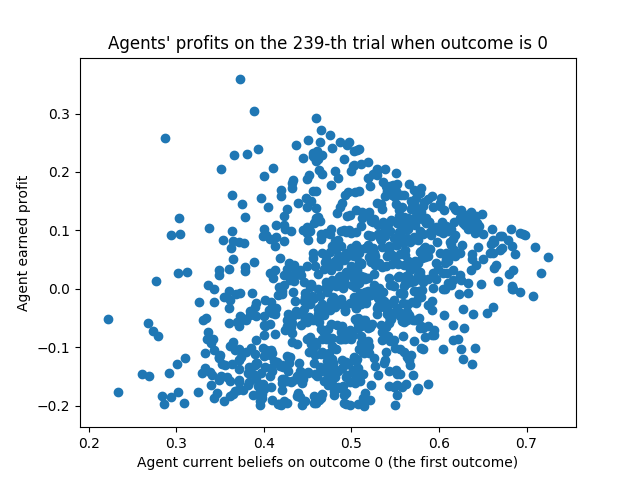 Agents' profits on the 239-th trial when outcome is 0
0.3
0.2
0.1
0.0
−0.1
−0.2
Agent earned profit
0.2 0.3 0.4 0.5 0.6 0.7
Agent current beliefs on outcome 0 (the first outcome)